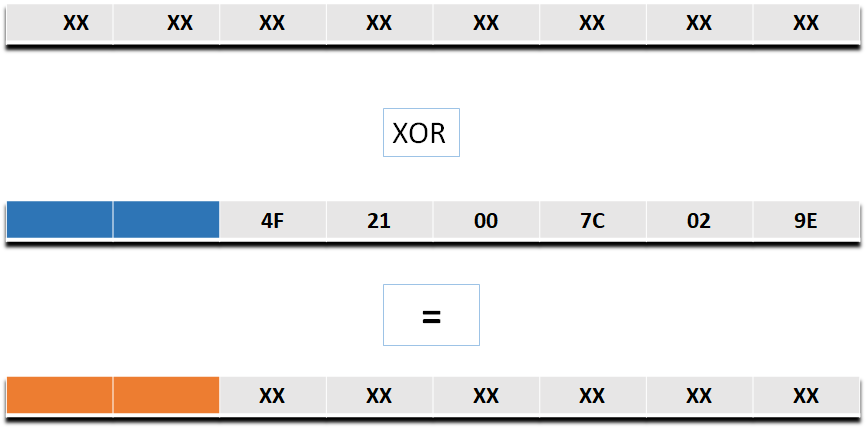 XX XX XX XX XX XX XX XX
XOR
4F 21 00 7C 02 9E
=
XX XX XX XX XX XX